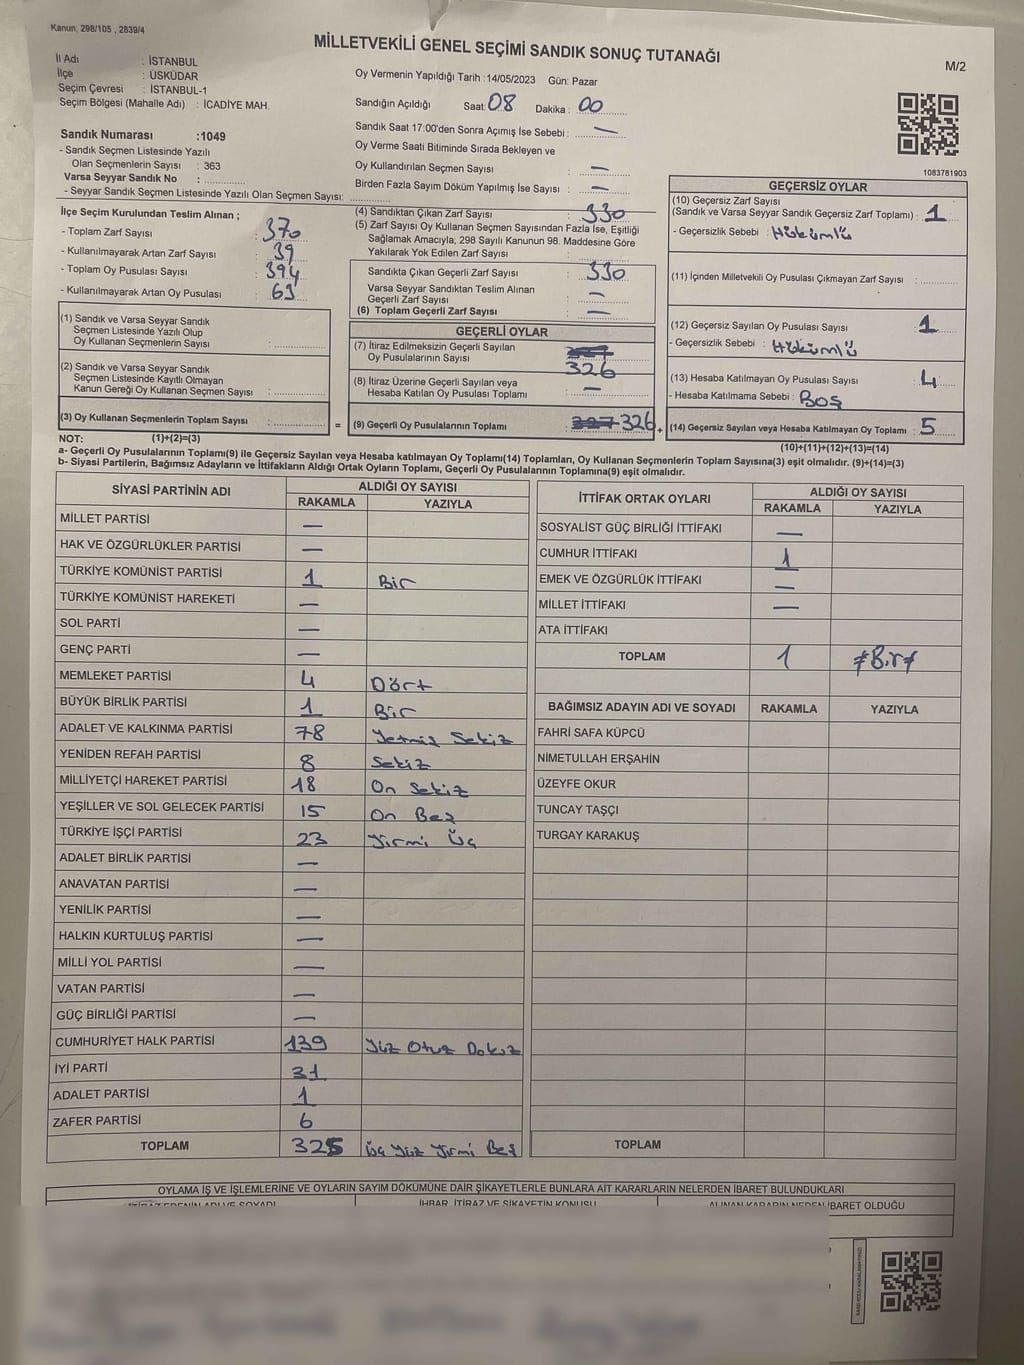 Kanun; 298/105 , 2839/4
MİLLETVEKİLİ GENEL SEÇİMİ SANDIK SONUÇ TUTANAĞI
M/2
İl Adı : İSTANBUL
İlçe : ÜSKÜDAR
Seçim Çevresi : İSTANBUL-1
Seçim Bölgesi (Mahalle Adı) : İCADİYE MAH.
Oy Vermenin Yapıldığı Tarih :14/05/2023 Gün: Pazar
Sandığın Açıldığı Saat: 08 Dakika : 00
Sandık Saat 17:00'den Sonra Açmış İse Sebebi : —
Oy Verme Saati Bitiminde Sırada Bekleyen ve
Oy Kullandırılan Seçmen Sayısı : —
Birden Fazla Sayım Döküm Yapılmış İse Sayısı : —
Sandık Numarası :1049
- Sandık Seçmen Listesinde Yazılı
Olan Seçmenlerin Sayısı : 363
Varsa Seyyar Sandık No :
- Seyyar Sandık Seçmen Listesinde Yazılı Olan Seçmen Sayısı:
1083781903
İlçe Seçim Kurulundan Teslim Alınan ;
- Toplam Zarf Sayısı : 370
- Kullanılmayarak Artan Zarf Sayısı : 39
- Toplam Oy Pusulası Sayısı : 394
- Kullanılmayarak Artan Oy Pusulası : 63
(1) Sandık ve Varsa Seyyar Sandık
Seçmen Listesinde Yazılı Olup
Oy Kullanan Seçmenlerin Sayısı :
(2) Sandık ve Varsa Seyyar Sandık
Seçmen Listesinde Kayıtlı Olmayan
Kanun Gereği Oy Kullanan Seçmen Sayısı :
(3) Oy Kullanan Seçmenlerin Toplam Sayısı :
(4) Sandıktan Çıkan Zarf Sayısı : 330
(5) Zarf Sayısı Oy Kullanan Seçmen Sayısından Fazla İse, Eşitliği
Sağlamak Amacıyla; 298 Sayılı Kanunun 98. Maddesine Göre
Yakılarak Yok Edilen Zarf Sayısı :
Sandıkta Çıkan Geçerli Zarf Sayısı : 330
Varsa Seyyar Sandıktan Teslim Alınan
Geçerli Zarf Sayısı : —
(6) Toplam Geçerli Zarf Sayısı : —
GEÇERLİ OYLAR
(7) İtiraz Edilmeksizin Geçerli Sayılan
Oy Pusulalarının Sayısı : 326
(8) İtiraz Üzerine Geçerli Sayılan veya
Hesaba Katılan Oy Pusulası Toplamı : —
= (9) Geçerli Oy Pusulalarının Toplamı : 327 326 +
GEÇERSİZ OYLAR
(10) Geçersiz Zarf Sayısı
(Sandık ve Varsa Seyyar Sandık Geçersiz Zarf Toplamı) : 1
- Geçersizlik Sebebi : Hükümlü
(11) İçinden Milletvekili Oy Pusulası Çıkmayan Zarf Sayısı :
(12) Geçersiz Sayılan Oy Pusulası Sayısı : 1
- Geçersizlik Sebebi : Hükümlü
(13) Hesaba Katılmayan Oy Pusulası Sayısı : 4
- Hesaba Katılmama Sebebi : Boş
(14) Geçersiz Sayılan veya Hesaba Katılmayan Oy Toplamı : 5
NOT: (1)+(2)=(3) (10)+(11)+(12)+(13)=(14)
a- Geçerli Oy Pusulalarının Toplamı(9) ile Geçersiz Sayılan veya Hesaba katılmayan Oy Toplamı(14) Toplamları, Oy Kullanan Seçmenlerin Toplam Sayısına(3) eşit olmalıdır. (9)+(14)=(3)
b- Siyasi Partilerin, Bağımsız Adayların ve İttifakların Aldığı Ortak Oyların Toplamı, Geçerli Oy Pusulalarının Toplamına(9) eşit olmalıdır.
SİYASİ PARTİNİN ADI ALDIĞI OY SAYISI
RAKAMLA YAZIYLA
MİLLET PARTİSİ —
HAK VE ÖZGÜRLÜKLER PARTİSİ —
TÜRKİYE KOMÜNİST PARTİSİ 1 Bir
TÜRKİYE KOMÜNİST HAREKETİ —
SOL PARTİ —
GENÇ PARTİ —
MEMLEKET PARTİSİ 4 Dört
BÜYÜK BİRLİK PARTİSİ 1 Bir
ADALET VE KALKINMA PARTİSİ 78 Yetmiş Sekiz
YENİDEN REFAH PARTİSİ 8 Sekiz
MİLLİYETÇİ HAREKET PARTİSİ 18 On Sekiz
YEŞİLLER VE SOL GELECEK PARTİSİ 15 On Beş
TÜRKİYE İŞÇİ PARTİSİ 23 Yirmi Üç
ADALET BİRLİK PARTİSİ —
ANAVATAN PARTİSİ —
YENİLİK PARTİSİ —
HALKIN KURTULUŞ PARTİSİ —
MİLLİ YOL PARTİSİ —
VATAN PARTİSİ —
GÜÇ BİRLİĞİ PARTİSİ —
CUMHURİYET HALK PARTİSİ 139 Yüz Otuz Dokuz
İYİ PARTİ 31
ADALET PARTİSİ 1
ZAFER PARTİSİ 6
TOPLAM 325 Üç Yüz Yirmi Beş
İTTİFAK ORTAK OYLARI ALDIĞI OY SAYISI
RAKAMLA YAZIYLA
SOSYALİST GÜÇ BİRLİĞİ İTTİFAKI —
CUMHUR İTTİFAKI 1
EMEK VE ÖZGÜRLÜK İTTİFAKI —
MİLLET İTTİFAKI —
ATA İTTİFAKI
TOPLAM 1 ≠Bir≠
BAĞIMSIZ ADAYIN ADI VE SOYADI RAKAMLA YAZIYLA
FAHRİ SAFA KÜPCÜ
NİMETULLAH ERŞAHİN
ÜZEYFE OKUR
TUNCAY TAŞÇI
TURGAY KARAKUŞ
TOPLAM
OYLAMA İŞ VE İŞLEMLERİNE VE OYLARIN SAYIM DÖKÜMÜNE DAİR ŞİKAYETLERLE BUNLARA AİT KARARLARIN NELERDEN İBARET BULUNDUKLARI
İHBAR, İTİRAZ VE ŞİKAYETİN KONUSU ALINAN KARARIN NEDEN İBARET OLDUĞU